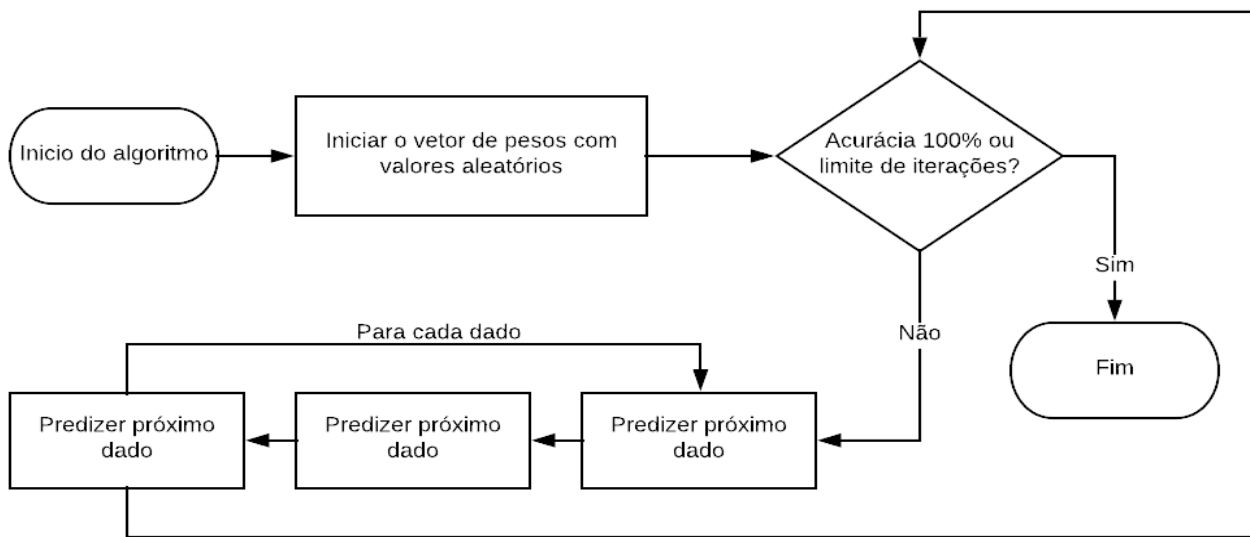 Inicio do algoritmo
Iniciar o vetor de pesos com
valores aleatórios
Acurácia 100% ou
limite de iterações?
Sim
Não
Fim
Para cada dado
Predizer próximo
dado
Predizer próximo
dado
Predizer próximo
dado